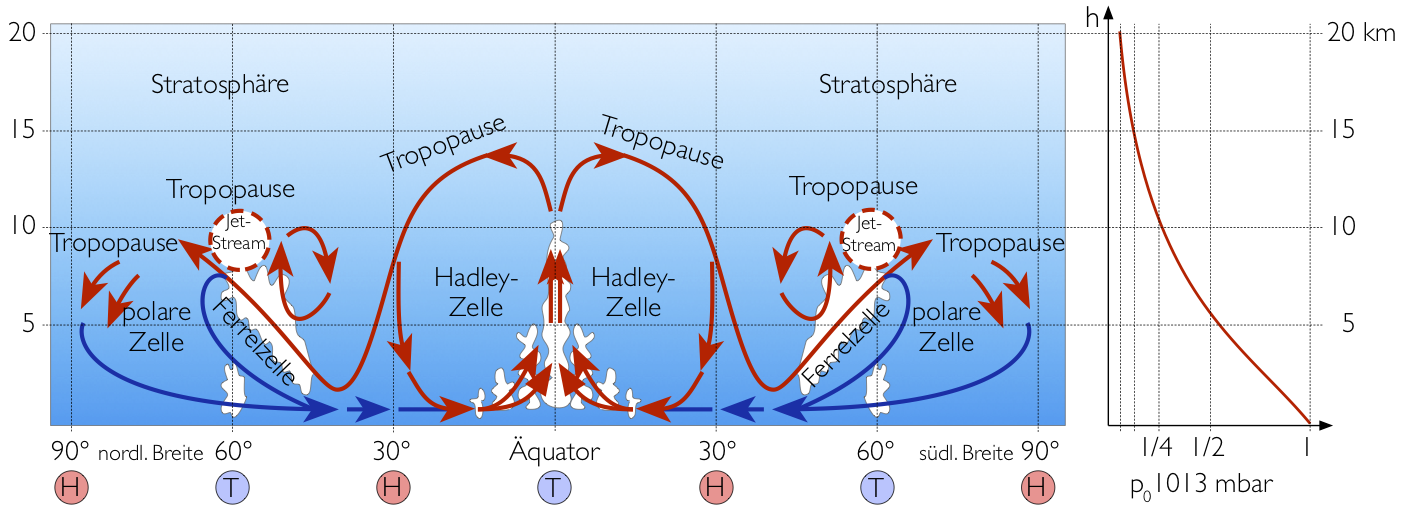 20
15
10
5
Stratosphäre
Stratosphäre
Tropopause
Tropopause
Tropopause
Tropopause
Tropopause
Tropopause
Jet-
Stream
Jet-
Stream
polare
Zelle
Ferrelzelle
Hadley-
Zelle
Hadley-
Zelle
Ferrelzelle
polare
Zelle
90° nordl. Breite 60° 30° Äquator 30° 60° südl. Breite 90°
H T H T H T H
h
20 km
15
10
5
1/4 1/2 1
p0 1013 mbar